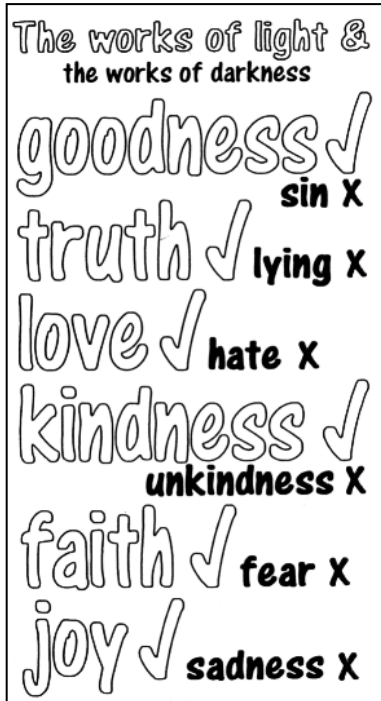 The works of light &
the works of darkness
goodness ✓
sin X
truth ✓ lying X
love ✓ hate X
kindness ✓
unkindness X
faith ✓ fear X
joy ✓ sadness X